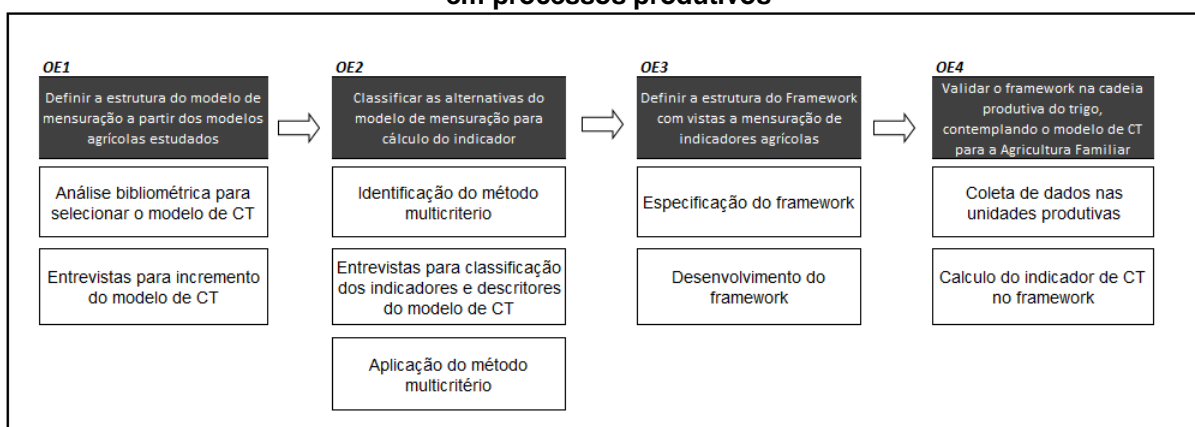 em processos produtivos
OE1
Definir a estrutura do modelo de
mensuração a partir dos modelos
agrícolas estudados
Análise bibliométrica para
selecionar o modelo de CT
Entrevistas para incremento
do modelo de CT
OE2
Classificar as alternativas do
modelo de mensuração para
cálculo do indicador
Identificação do método
multicriterio
Entrevistas para classificação
dos indicadores e descritores
do modelo de CT
Aplicação do método
multicritério
OE3
Definir a estrutura do Framework
com vistas a mensuração de
indicadores agrícolas
Especificação do framework
Desenvolvimento do
framework
OE4
Validar o framework na cadeia
produtiva do trigo,
contemplando o modelo de CT
para a Agricultura Familiar
Coleta de dados nas
unidades produtivas
Calculo do indicador de CT
no framework